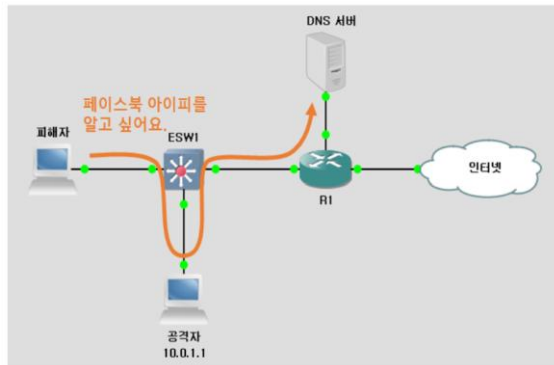 DNS 서버
페이스북 아이피를
알고 싶어요.
피해자
ESW1
인터넷
R1
공격자
10.0.1.1